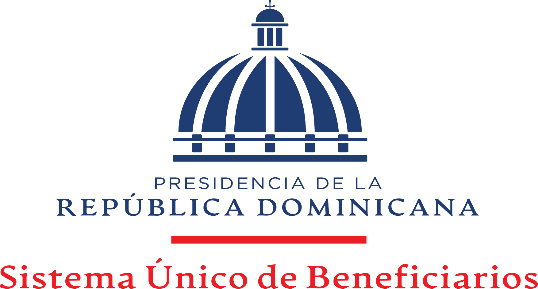 PRESIDENCIA DE LA
REPÚBLICA DOMINICANA
Sistema Único de Beneficiarios